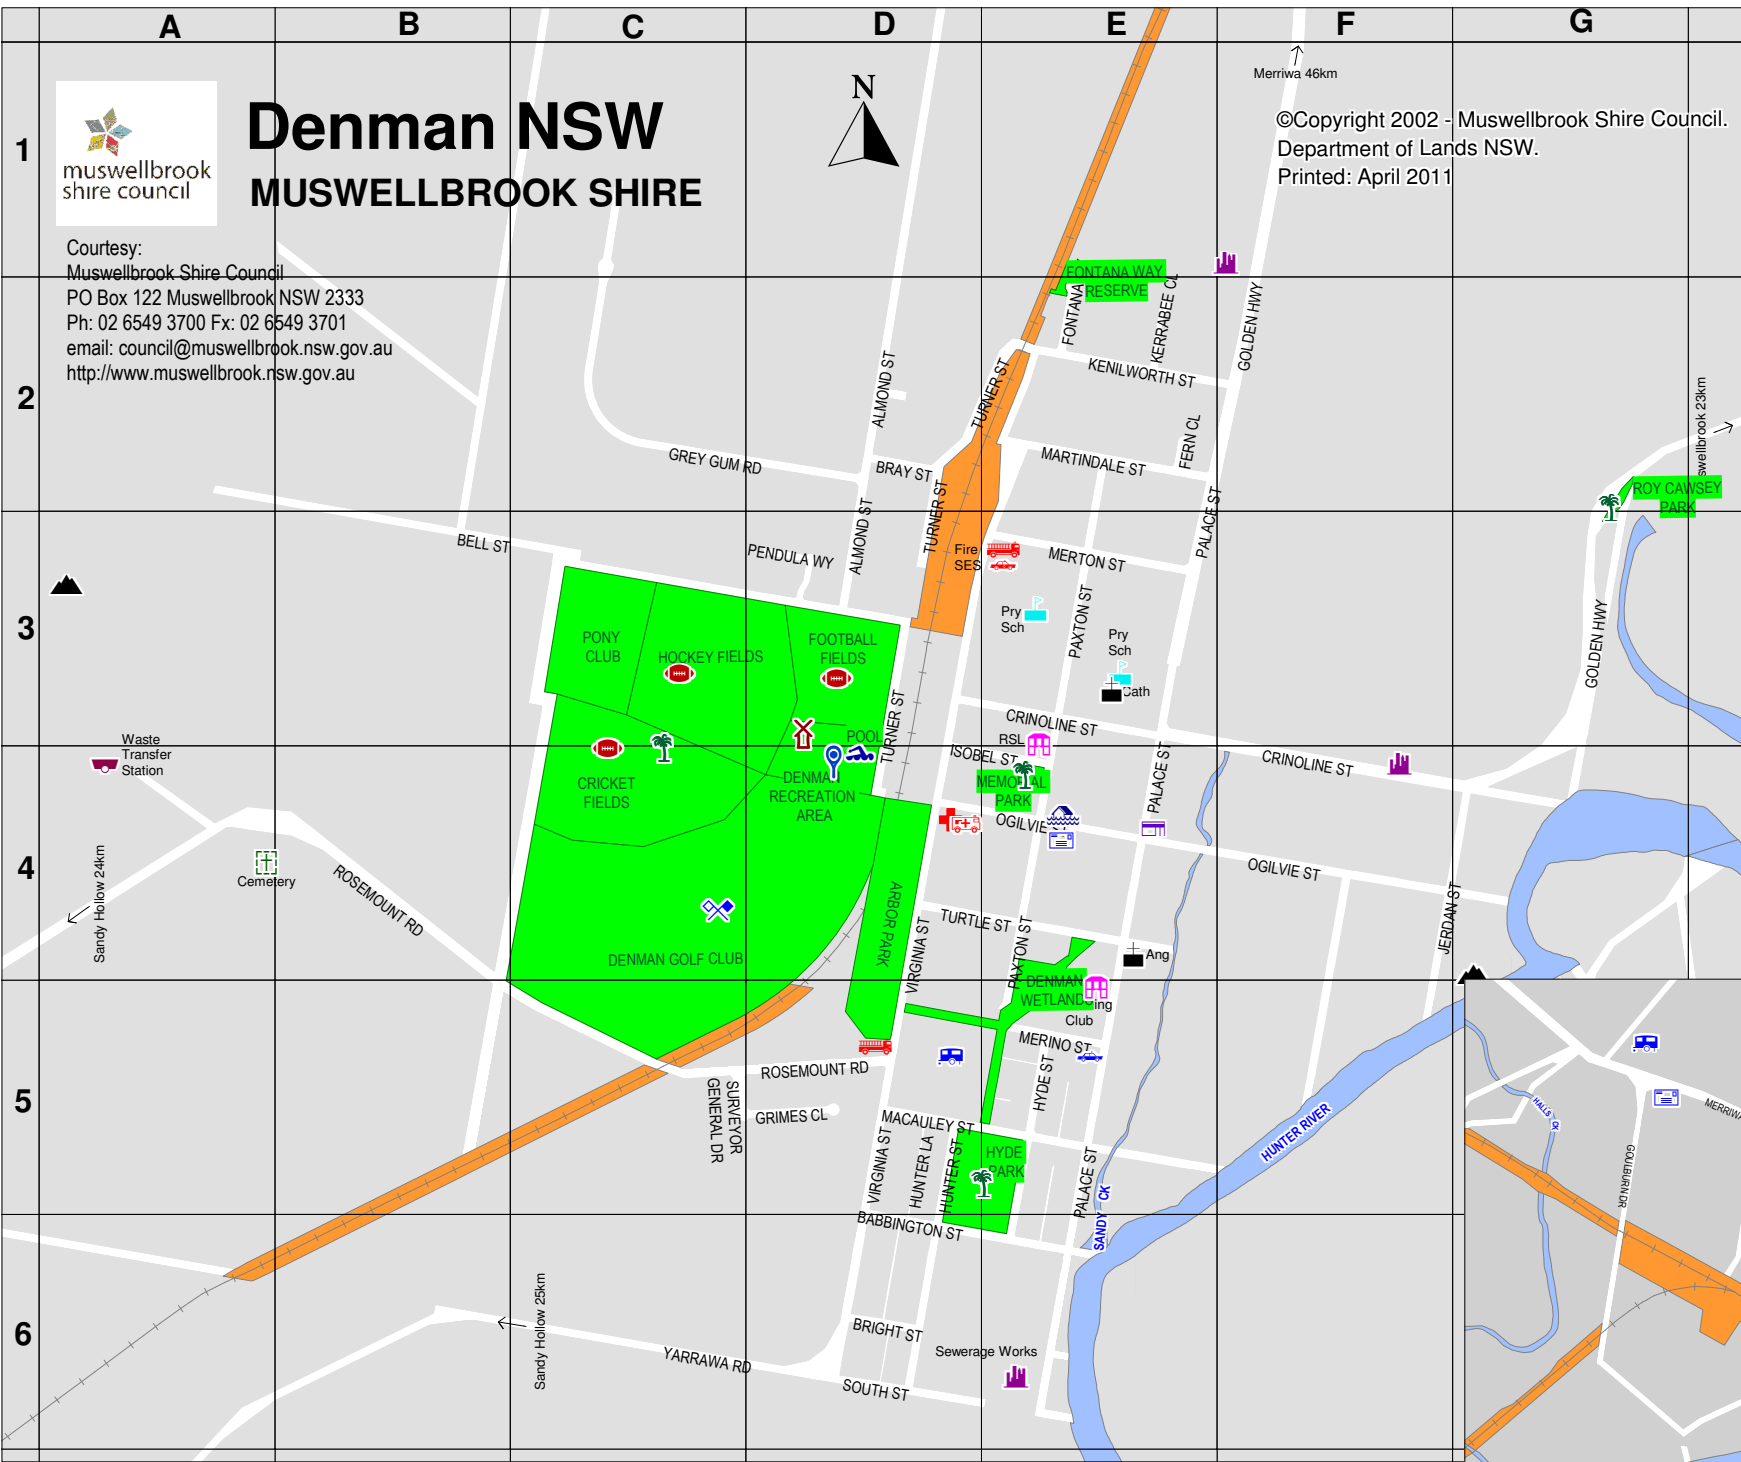 A
B
C
D
E
F
G
1
2
3
4
5
6
muswellbrook
shire council
Denman NSW
MUSWELLBROOK SHIRE
N
Merriwa 46km
©Copyright 2002 - Muswellbrook Shire Council.
Department of Lands NSW.
Printed: April 2011
Courtesy:
Muswellbrook Shire Council
PO Box 122 Muswellbrook NSW 2333
Ph: 02 6549 3700 Fx: 02 6549 3701
email: council@muswellbrook.nsw.gov.au
http://www.muswellbrook.nsw.gov.au
FONTANA WAY
RESERVE
FONTANA
KERRABEE CL
GOLDEN HWY
KENILWORTH ST
ALMOND ST
TURNER ST
FERN CL
MARTINDALE ST
GREY GUM RD
BRAY ST
swellbrook 23km
ROY CAWSEY
PARK
ALMOND ST
TURNER ST
PALACE ST
BELL ST
PENDULA WY
Fire
SES
MERTON ST
Pry
Sch
PAXTON ST
Pry
Sch
Cath
GOLDEN HWY
PONY
CLUB
HOCKEY FIELDS
FOOTBALL
FIELDS
TURNER ST
CRINOLINE ST
RSL
POOL
ISOBEL ST
CRINOLINE ST
Waste
Transfer
Station
CRICKET
FIELDS
DENMAN
RECREATION
AREA
MEMORIAL
PARK
PALACE ST
OGILVIE ST
OGILVIE ST
Cemetery
Sandy Hollow 24km
ROSEMOUNT RD
DENMAN GOLF CLUB
ARBOR PARK
VIRGINIA ST
TURTLE ST
PAXTON ST
Ang
JERDAN ST
DENMAN
WETLANDS
ing
Club
MERINO ST
HYDE ST
ROSEMOUNT RD
SURVEYOR
GENERAL DR
GRIMES CL
MACAULEY ST
VIRGINIA ST
HUNTER LA
HUNTER ST
HYDE
PARK
PALACE ST
SANDY CK
HUNTER RIVER
HALLS CK
MERRIWA
GOULBURN DR
BABBINGTON ST
Sandy Hollow 25km
YARRAWA RD
BRIGHT ST
Sewerage Works
SOUTH ST